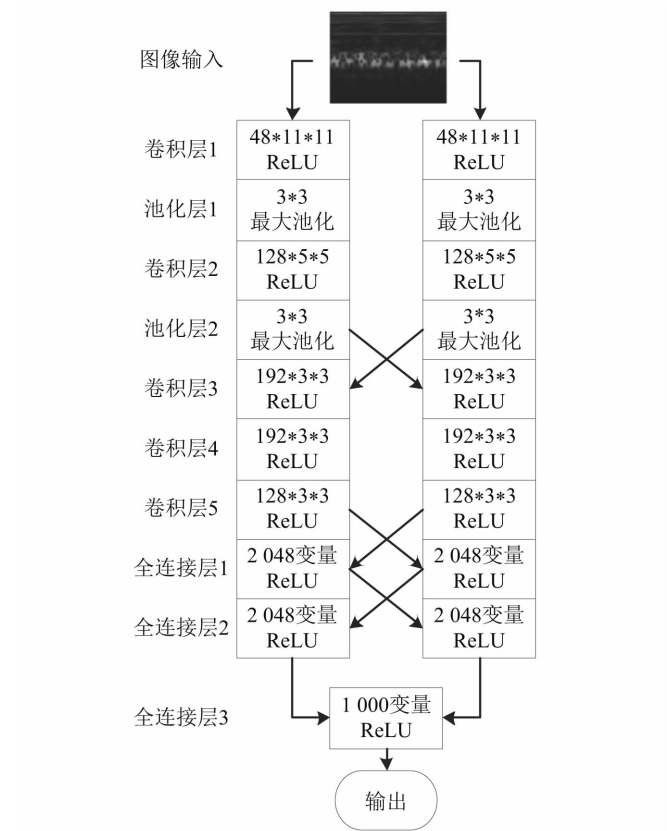 图像输入
卷积层1
48*11*11
ReLU
48*11*11
ReLU
池化层1
3*3
最大池化
3*3
最大池化
卷积层2
128*5*5
ReLU
128*5*5
ReLU
池化层2
3*3
最大池化
3*3
最大池化
卷积层3
192*3*3
ReLU
192*3*3
ReLU
卷积层4
192*3*3
ReLU
192*3*3
ReLU
卷积层5
128*3*3
ReLU
128*3*3
ReLU
全连接层1
2 048变量
ReLU
2 048变量
ReLU
全连接层2
2 048变量
ReLU
2 048变量
ReLU
全连接层3
1 000变量
ReLU
输出